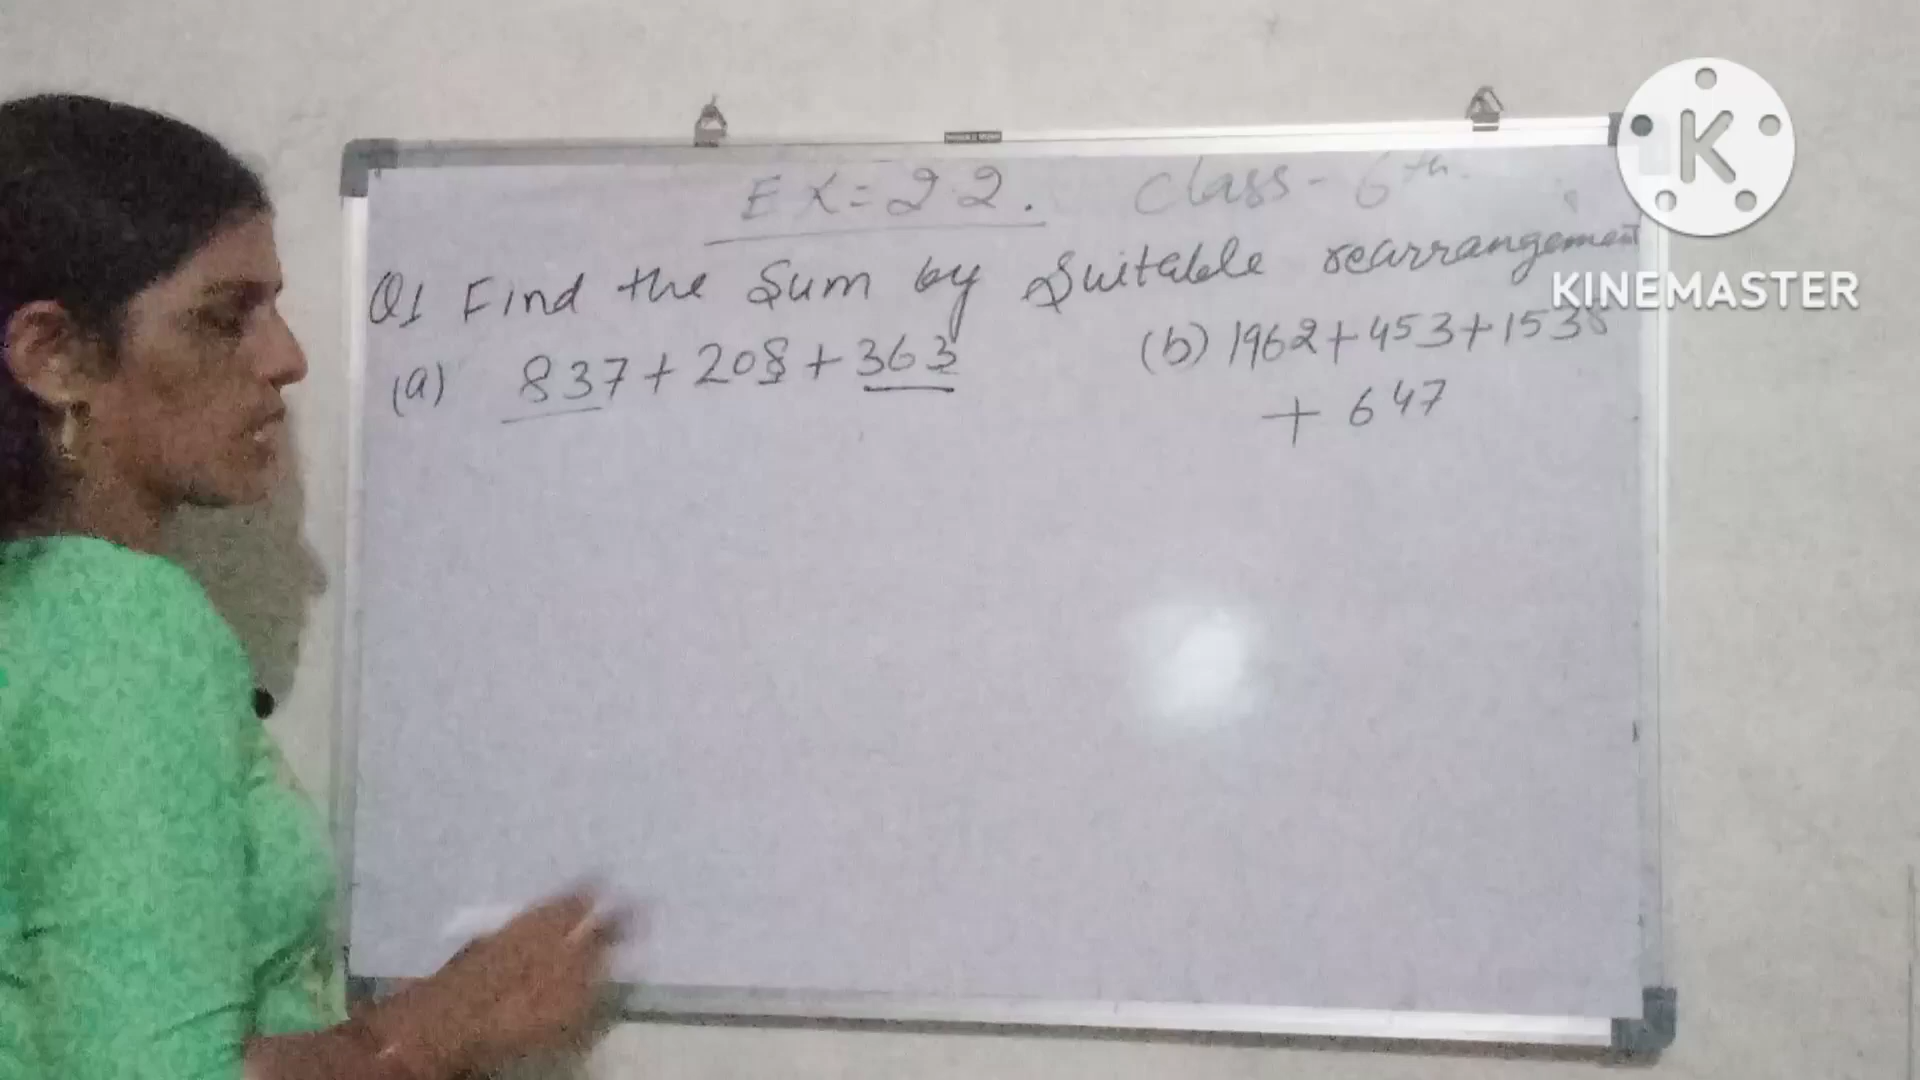 Ex=22. Class- 6th.
Q1 Find the Sum by Suitable rearrangement
(a) 837+208+363
(b) 1962+453+1538
+ 647
K
KINEMASTER